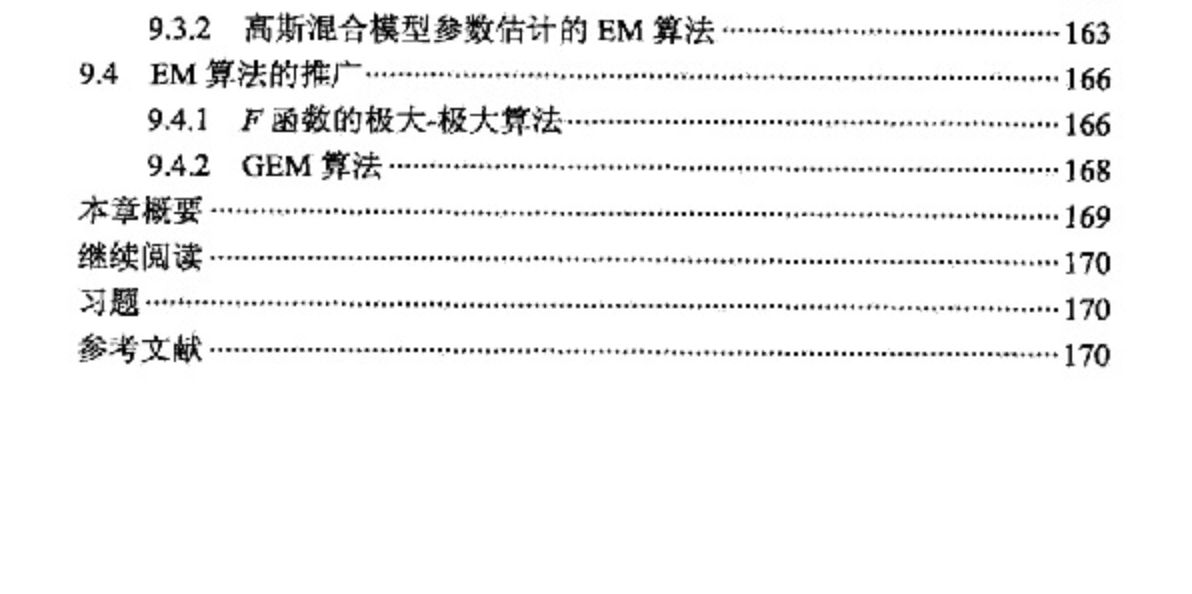 9.3.2 高斯混合模型参数估计的 EM 算法 ⋯⋯⋯⋯ 163
9.4 EM 算法的推广 ⋯⋯⋯⋯ 166
9.4.1 F 函数的极大-极大算法 ⋯⋯⋯⋯ 166
9.4.2 GEM 算法 ⋯⋯⋯⋯ 168
本章概要 ⋯⋯⋯⋯ 169
继续阅读 ⋯⋯⋯⋯ 170
习题 ⋯⋯⋯⋯ 170
参考文献 ⋯⋯⋯⋯ 170